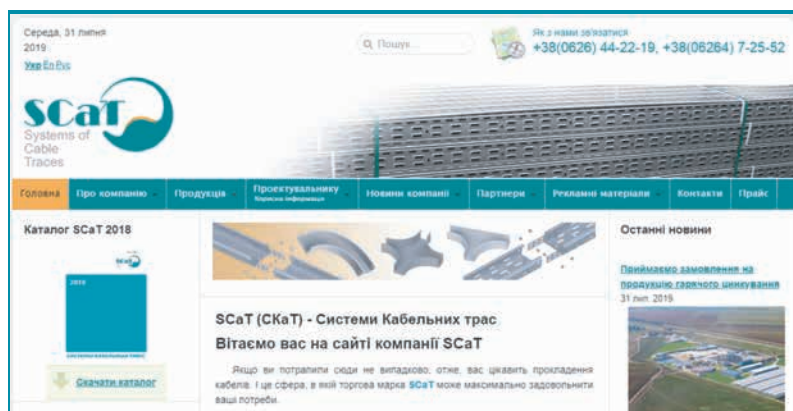 Середа, 31 липня
2019
Укр En Рус
Пошук...
Як з нами зв'язатися
+38(0626) 44-22-19, +38(06264) 7-25-52
SCaT
Systems of
Cable
Traces
Головна Про компанію Продукція Проектувальнику Новини компанії Партнери Рекламні матеріали Контакти Прайс
Корисна інформація
Каталог SCaT 2018
SCaT
2018
Скачати каталог
SCaT (СКаТ) - Системи Кабельних трас
Вітаємо вас на сайті компанії SCaT
Якщо ви потрапили сюди не випадково, отже, вас цікавить прокладення
кабелів. І це сфера, в якій торгова марка SCaT може максимально задовольнити
ваші потреби.
Останні новини
Приймаємо замовлення на
продукцію гарячого цинкування
31 лип. 2019